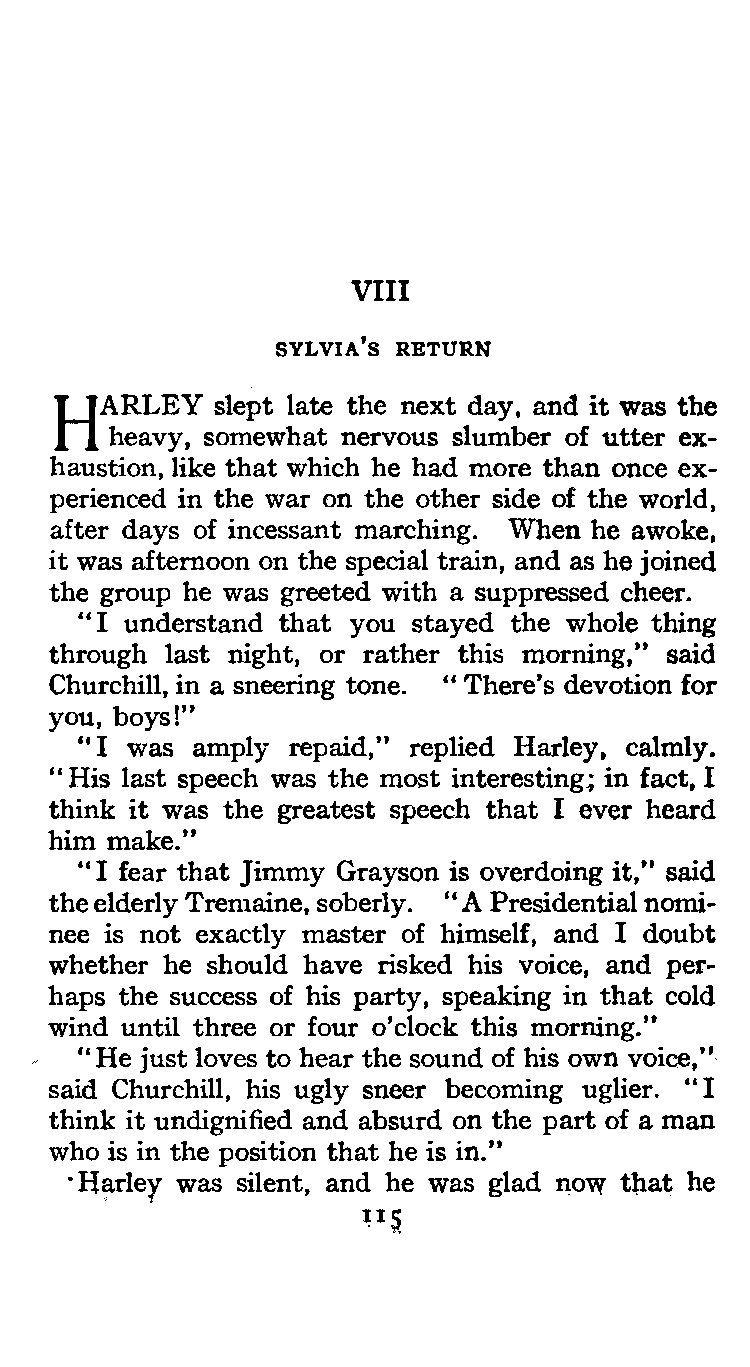 VIII
SYLVIA'S RETURN
HARLEY slept late the next day, and it was the
heavy, somewhat nervous slumber of utter ex-
haustion, like that which he had more than once ex-
perienced in the war on the other side of the world,
after days of incessant marching. When he awoke,
it was afternoon on the special train, and as he joined
the group he was greeted with a suppressed cheer.
"I understand that you stayed the whole thing
through last night, or rather this morning," said
Churchill, in a sneering tone. "There's devotion for
you, boys!"
"I was amply repaid," replied Harley, calmly.
"His last speech was the most interesting; in fact, I
think it was the greatest speech that I ever heard
him make."
"I fear that Jimmy Grayson is overdoing it," said
the elderly Tremaine, soberly. "A Presidential nomi-
nee is not exactly master of himself, and I doubt
whether he should have risked his voice, and per-
haps the success of his party, speaking in that cold
wind until three or four o'clock this morning."
"He just loves to hear the sound of his own voice,"
said Churchill, his ugly sneer becoming uglier. "I
think it undignified and absurd on the part of a man
who is in the position that he is in."
Harley was silent, and he was glad now that he
115